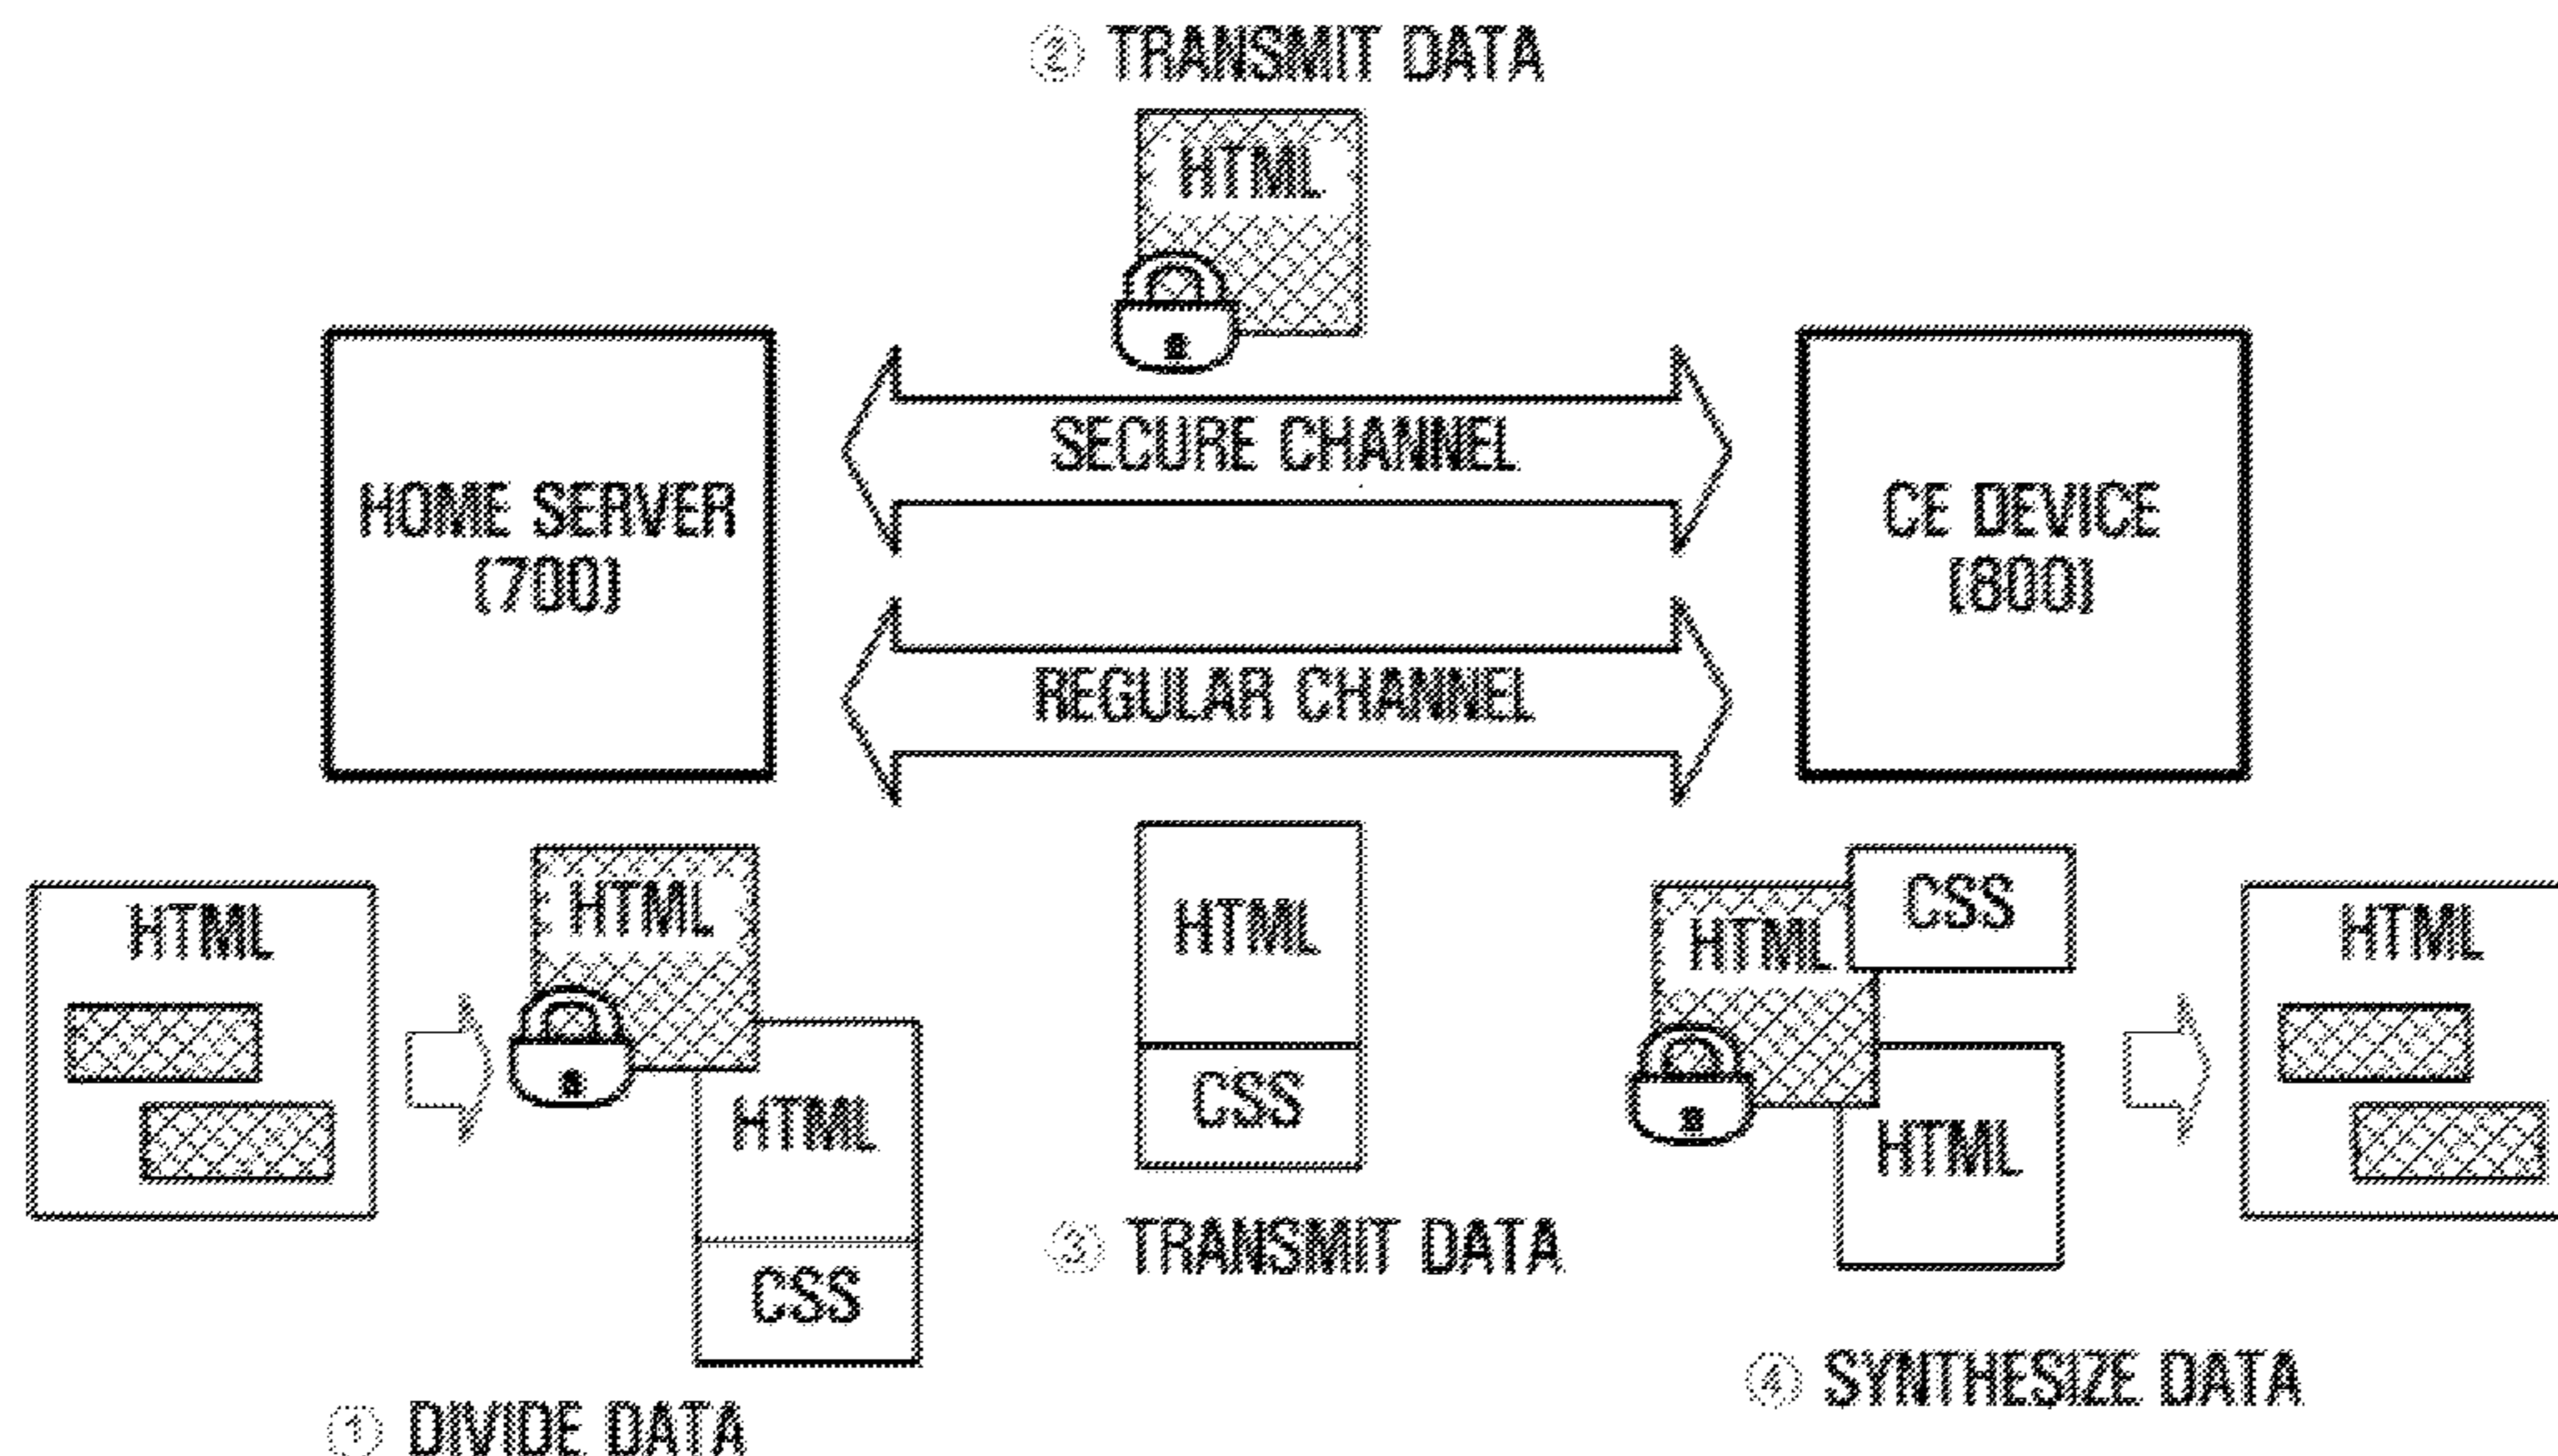 ② TRANSMIT DATA
HTML
SECURE CHANNEL
HOME SERVER
(700)
CE DEVICE
(800)
REGULAR CHANNEL
HTML
HTML
HTML
CSS
HTML
CSS
HTML
CSS
HTML
HTML
③ TRANSMIT DATA
④ SYNTHESIZE DATA
① DIVIDE DATA